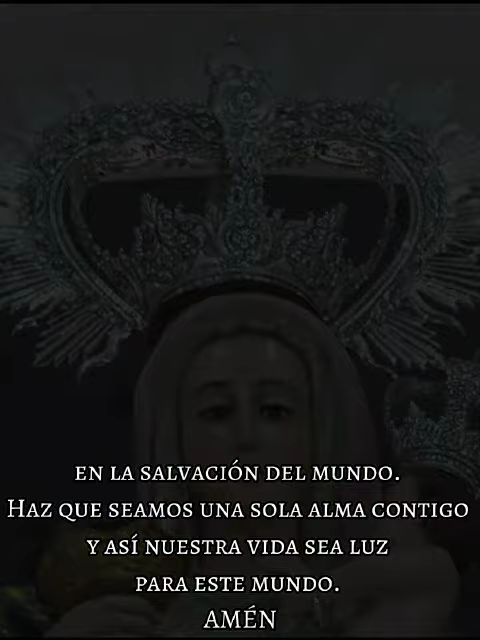 EN LA SALVACIÓN DEL MUNDO.
HAZ QUE SEAMOS UNA SOLA ALMA CONTIGO
Y ASÍ NUESTRA VIDA SEA LUZ
PARA ESTE MUNDO.
AMÉN